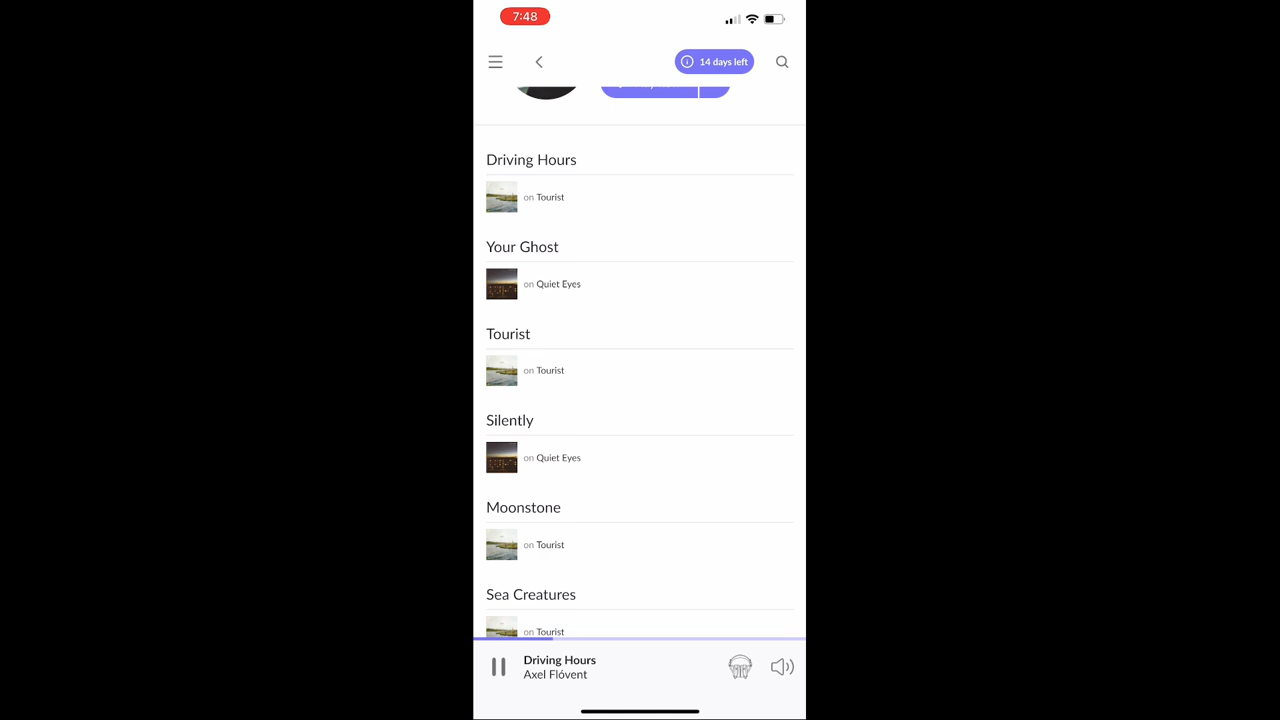 7:48
14 days left
Driving Hours
on Tourist
Your Ghost
on Quiet Eyes
Tourist
on Tourist
Silently
on Quiet Eyes
Moonstone
on Tourist
Sea Creatures
on Tourist
Driving Hours
Axel Flóvent